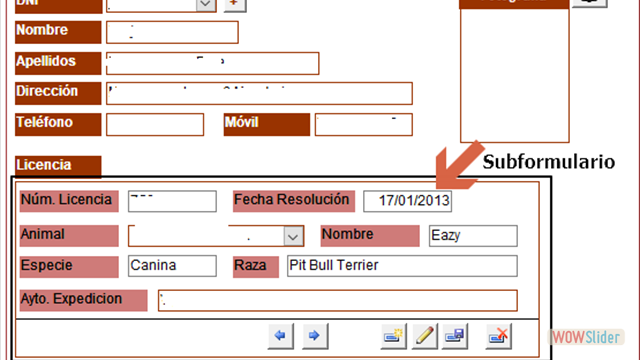 DNI
Nombre
Apellidos
Dirección
Teléfono Móvil
Licencia
Subformulario
Núm. Licencia Fecha Resolución 17/01/2013
Animal Nombre Eazy
Especie Canina Raza Pit Bull Terrier
Ayto. Expedicion
WOWSlider